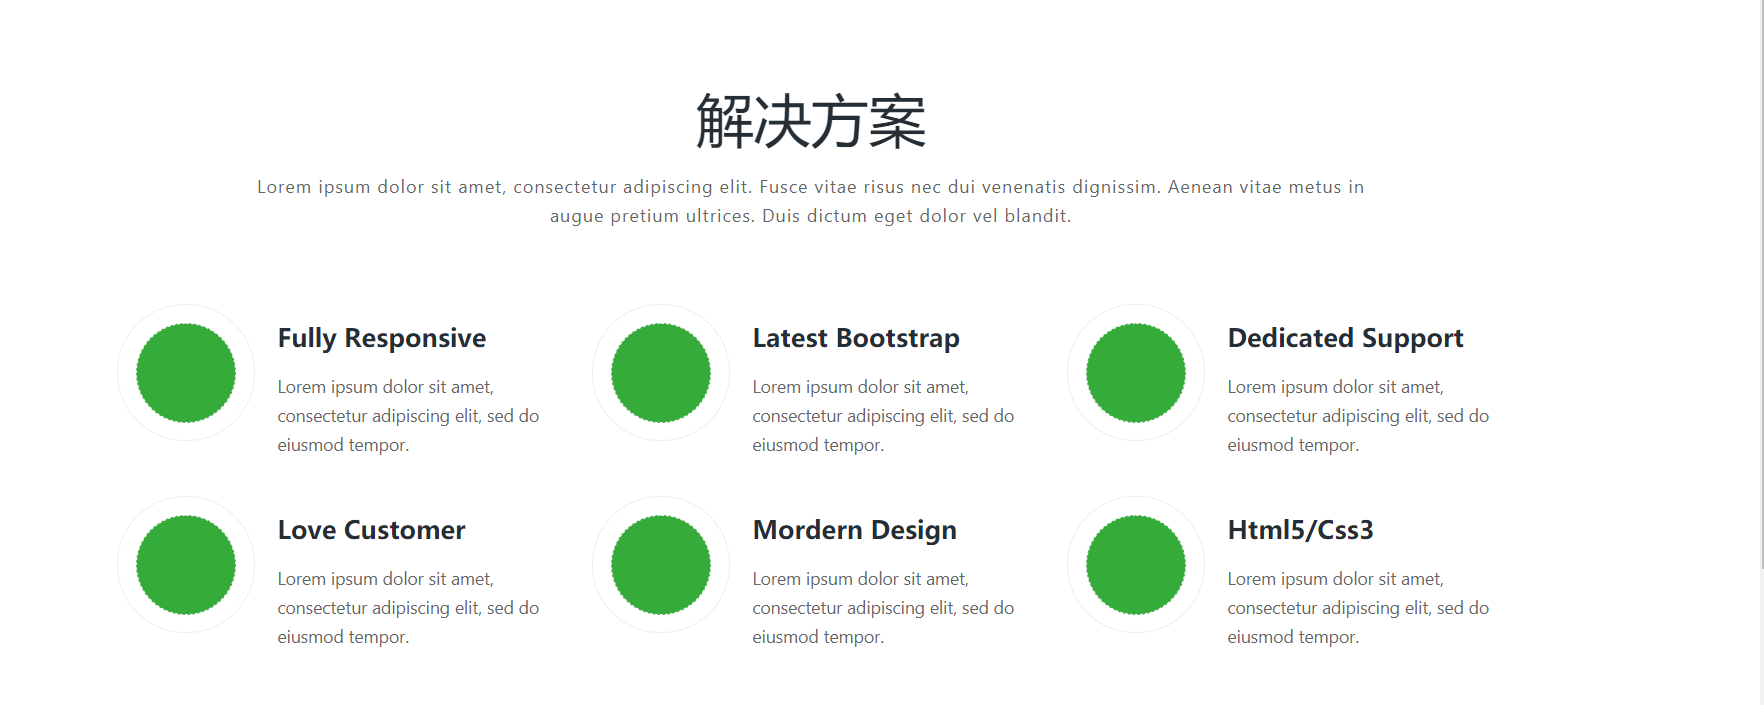 解决方案
Lorem ipsum dolor sit amet, consectetur adipiscing elit. Fusce vitae risus nec dui venenatis dignissim. Aenean vitae metus in
augue pretium ultrices. Duis dictum eget dolor vel blandit.
Fully Responsive
Lorem ipsum dolor sit amet,
consectetur adipiscing elit, sed do
eiusmod tempor.
Latest Bootstrap
Lorem ipsum dolor sit amet,
consectetur adipiscing elit, sed do
eiusmod tempor.
Dedicated Support
Lorem ipsum dolor sit amet,
consectetur adipiscing elit, sed do
eiusmod tempor.
Love Customer
Lorem ipsum dolor sit amet,
consectetur adipiscing elit, sed do
eiusmod tempor.
Mordern Design
Lorem ipsum dolor sit amet,
consectetur adipiscing elit, sed do
eiusmod tempor.
Html5/Css3
Lorem ipsum dolor sit amet,
consectetur adipiscing elit, sed do
eiusmod tempor.